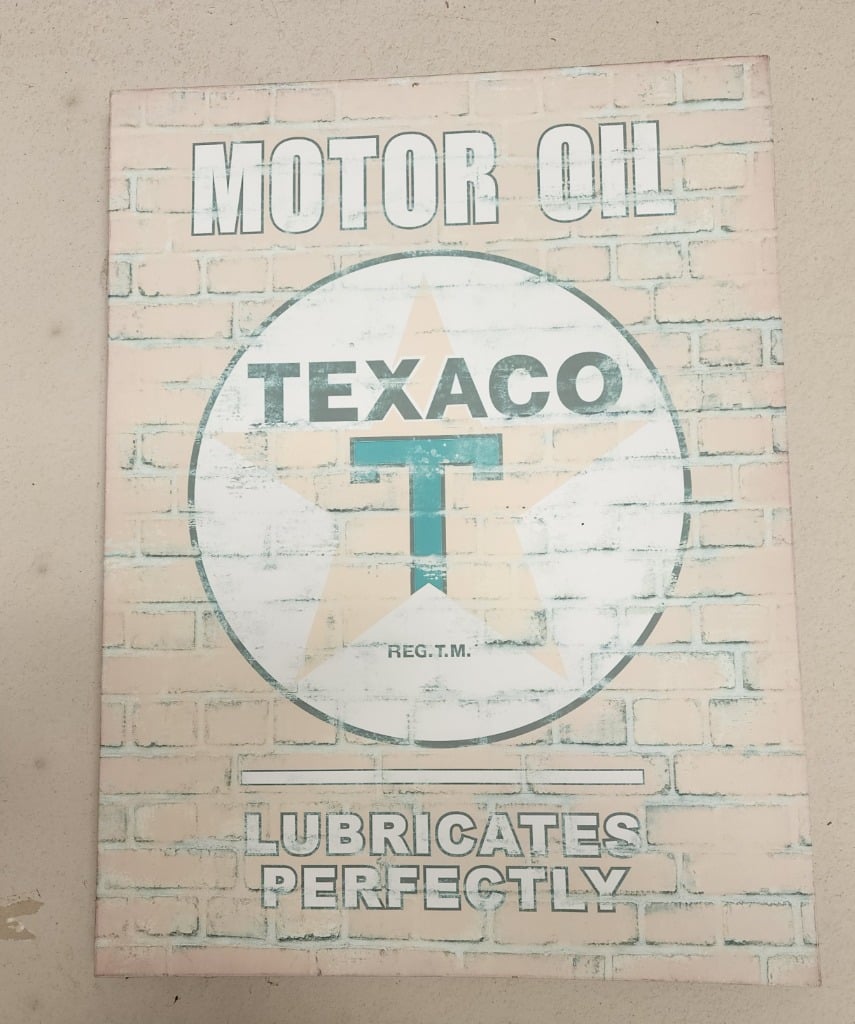 MOTOR OIL
TEXACO
T
REG.T.M.
LUBRICATES
PERFECTLY